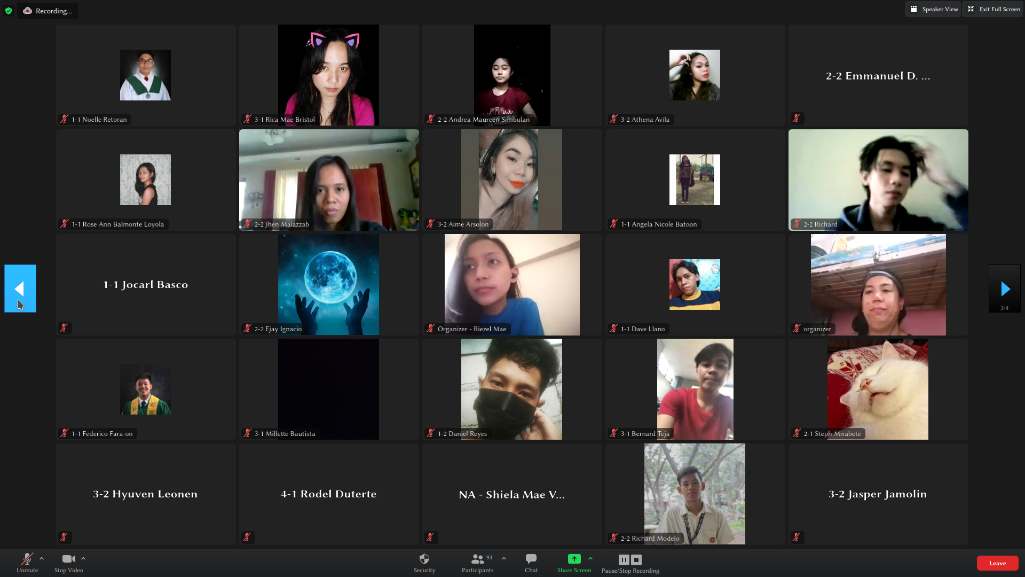 Recording...
Speaker View
Exit Full Screen
1-1 Noelle Retoran
3-1 Rica Mae Bristol
2-2 Andrea Maureen Simbulan
3-2 Athena Avila
2-2 Emmanuel D. ...
1-1 Rose Ann Balmonte Loyola
2-2 Jhen Malazzab
3-2 Aime Arsolon
1-1 Angela Nicole Batoon
2-2 Richard
1-1 Jocarl Basco
2-2 Ejay Ignacio
Organizer - Riezel Mae
1-1 Dave Llano
organizer
2/4
1-1 Federico Fara-on
3-1 Millette Bautista
1-2 Daniel Reyes
3-1 Bernard Teja
2-1 Steph Mirabete
3-2 Hyuven Leonen
4-1 Rodel Duterte
NA - Shiela Mae V...
2-2 Richard Modelo
3-2 Jasper Jamolin
Unmute
Stop Video
Security
Participants
93
Chat
Share Screen
Pause/Stop Recording
Leave